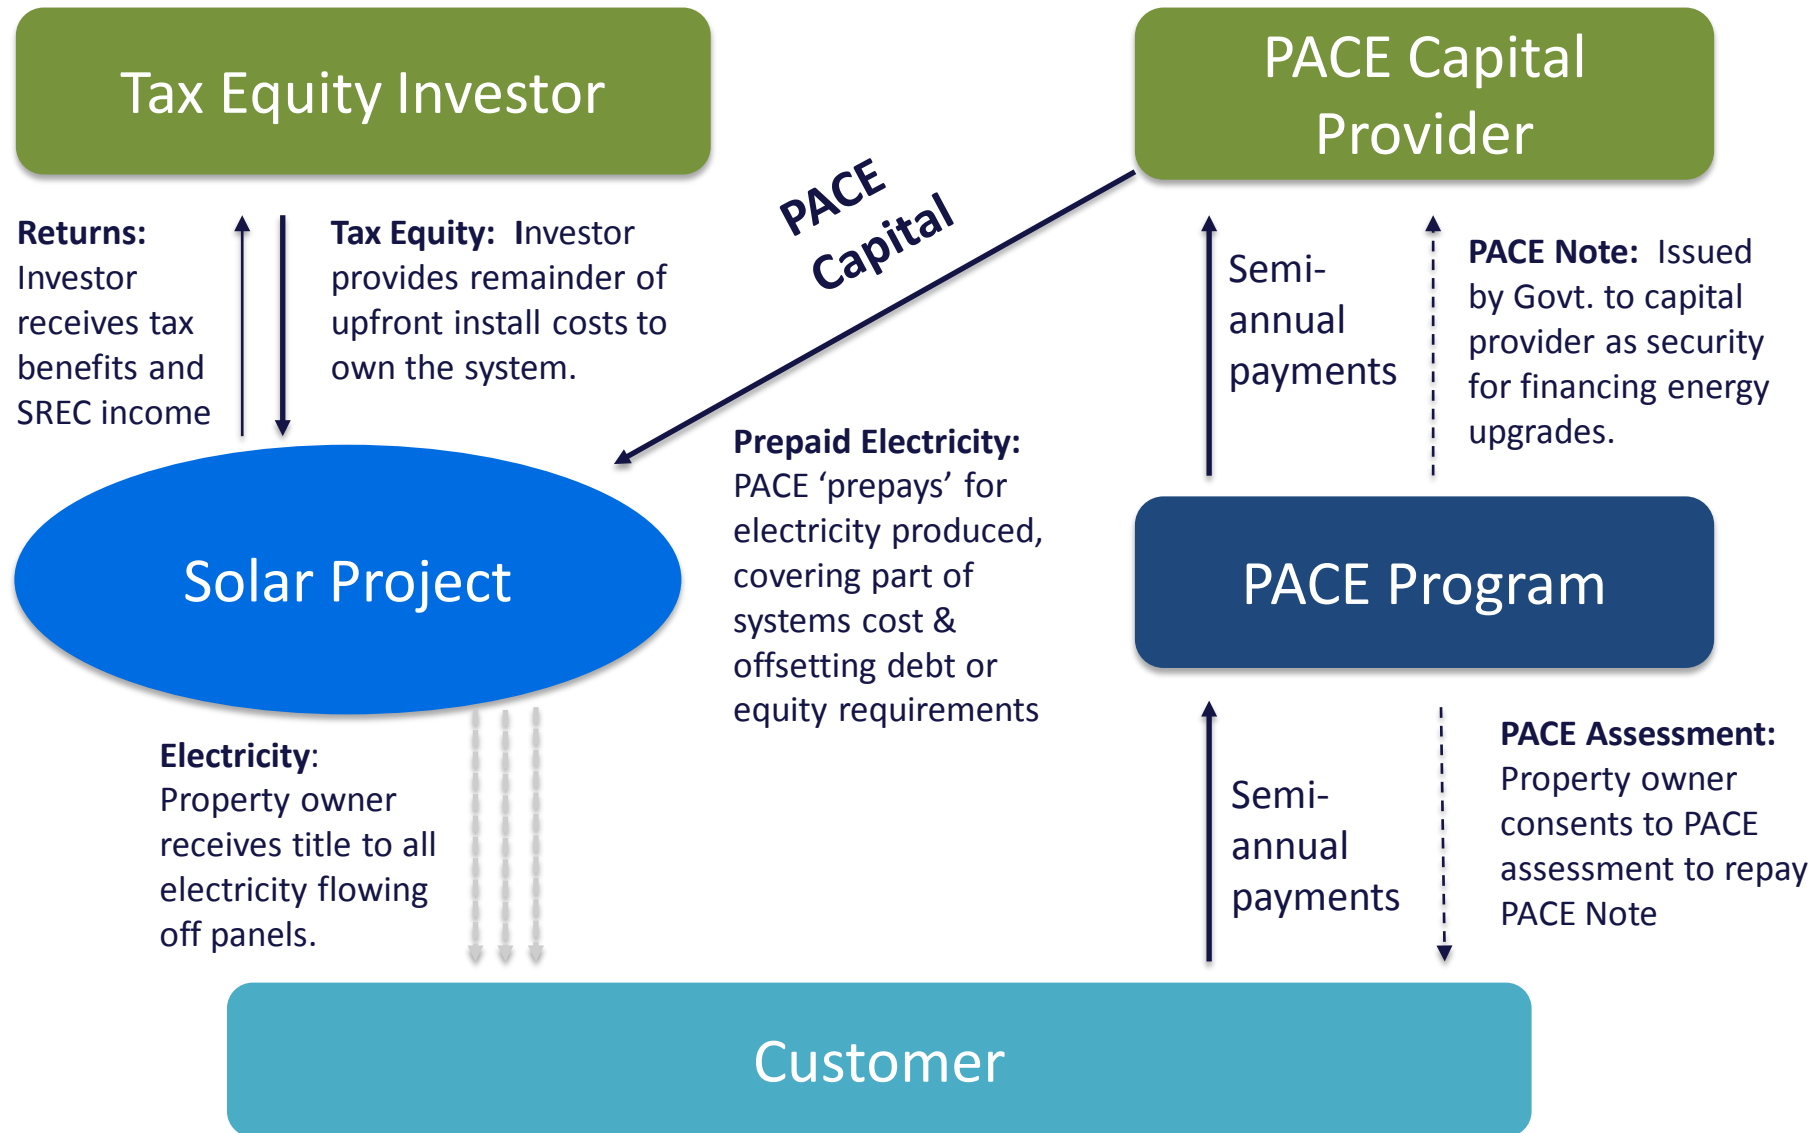 Tax Equity Investor
PACE Capital
Provider
Returns:
Investor
receives tax
benefits and
SREC income
Tax Equity:  Investor
provides remainder of
upfront install costs to
own the system.
PACE
Capital
Semi-
annual
payments
PACE Note:  Issued
by Govt. to capital
provider as security
for financing energy
upgrades.
Solar Project
Prepaid Electricity:
PACE ‘prepays’ for
electricity produced,
covering part of
systems cost &
offsetting debt or
equity requirements
PACE Program
Electricity:
Property owner
receives title to all
electricity flowing
off panels.
Semi-
annual
payments
PACE Assessment:
Property owner
consents to PACE
assessment to repay
PACE Note
Customer